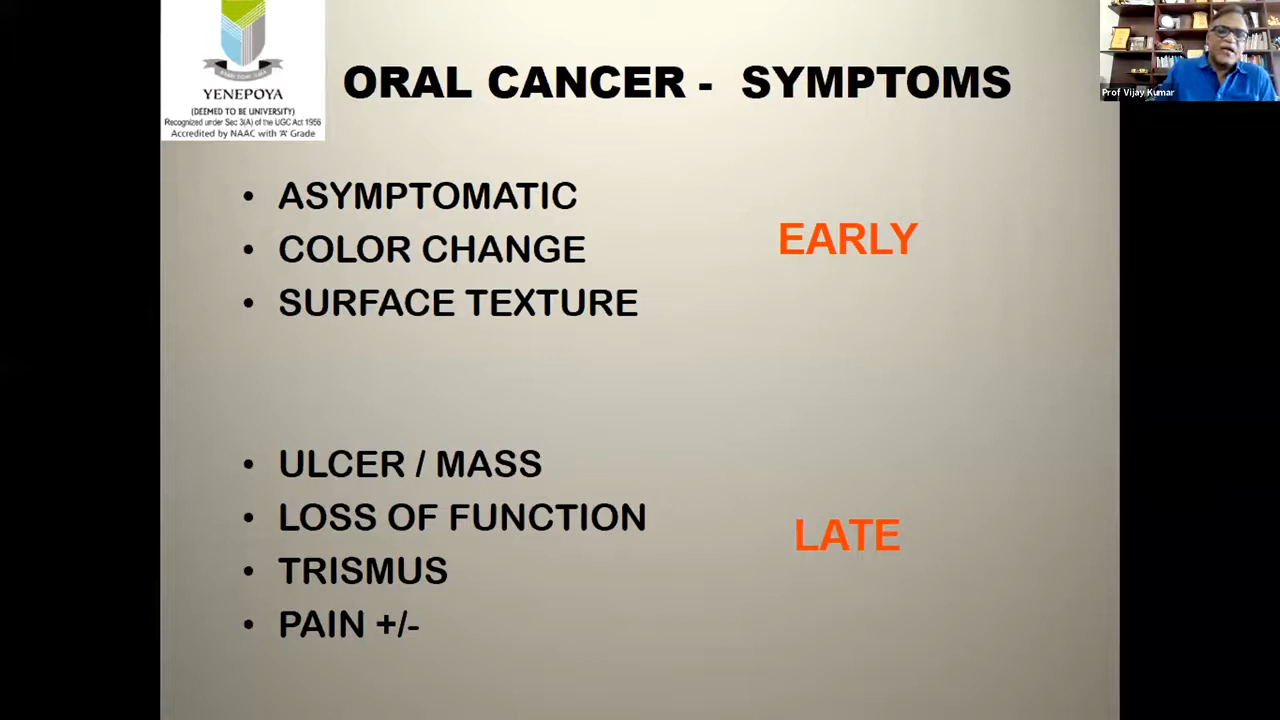 YENEPOYA
(DEEMED TO BE UNIVERSITY)
Recognized under Sec 3(A) of the UGC Act 1956
Accredited by NAAC with 'A' Grade
ORAL CANCER - SYMPTOMS
Prof Vijay Kumar
• ASYMPTOMATIC
• COLOR CHANGE
• SURFACE TEXTURE
EARLY
• ULCER / MASS
• LOSS OF FUNCTION
• TRISMUS
• PAIN +/-
LATE